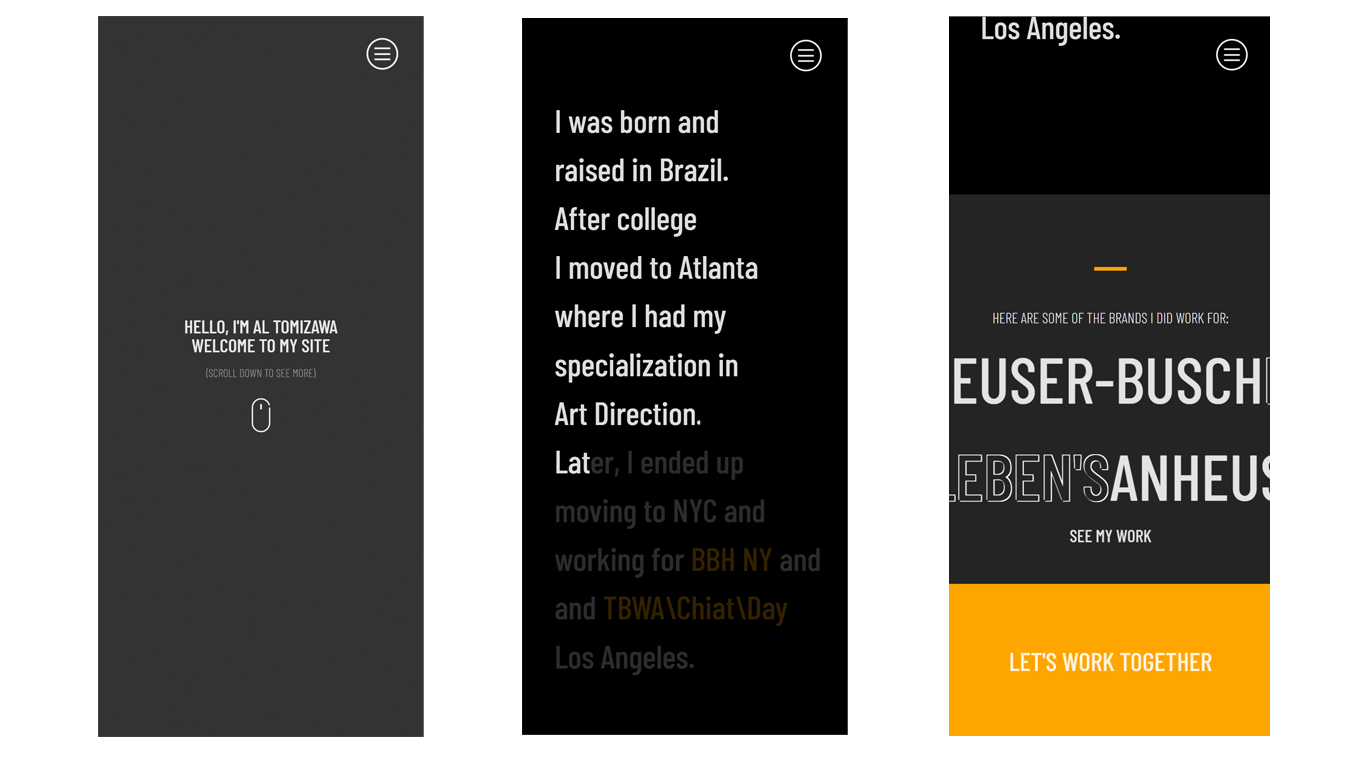 HELLO, I'M AL TOMIZAWA
WELCOME TO MY SITE
(SCROLL DOWN TO SEE MORE)
I was born and
raised in Brazil.
After college
I moved to Atlanta
where I had my
specialization in
Art Direction.
Later, I ended up
moving to NYC and
working for BBH NY and
and TBWA\Chiat\Day
Los Angeles.
Los Angeles.
HERE ARE SOME OF THE BRANDS I DID WORK FOR:
EUSER-BUSCH
LEBEN'SANHEUS
SEE MY WORK
LET'S WORK TOGETHER